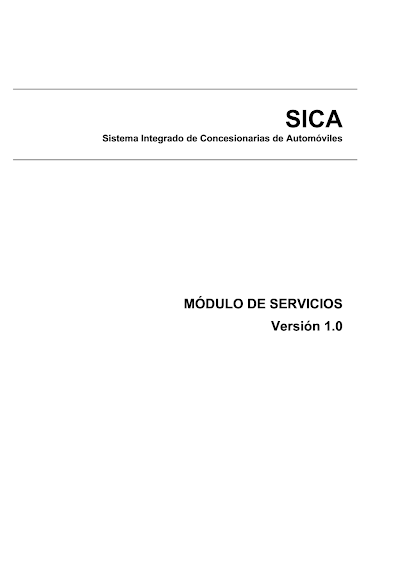 SICA
Sistema Integrado de Concesionarias de Automóviles
MÓDULO DE SERVICIOS
Versión 1.0